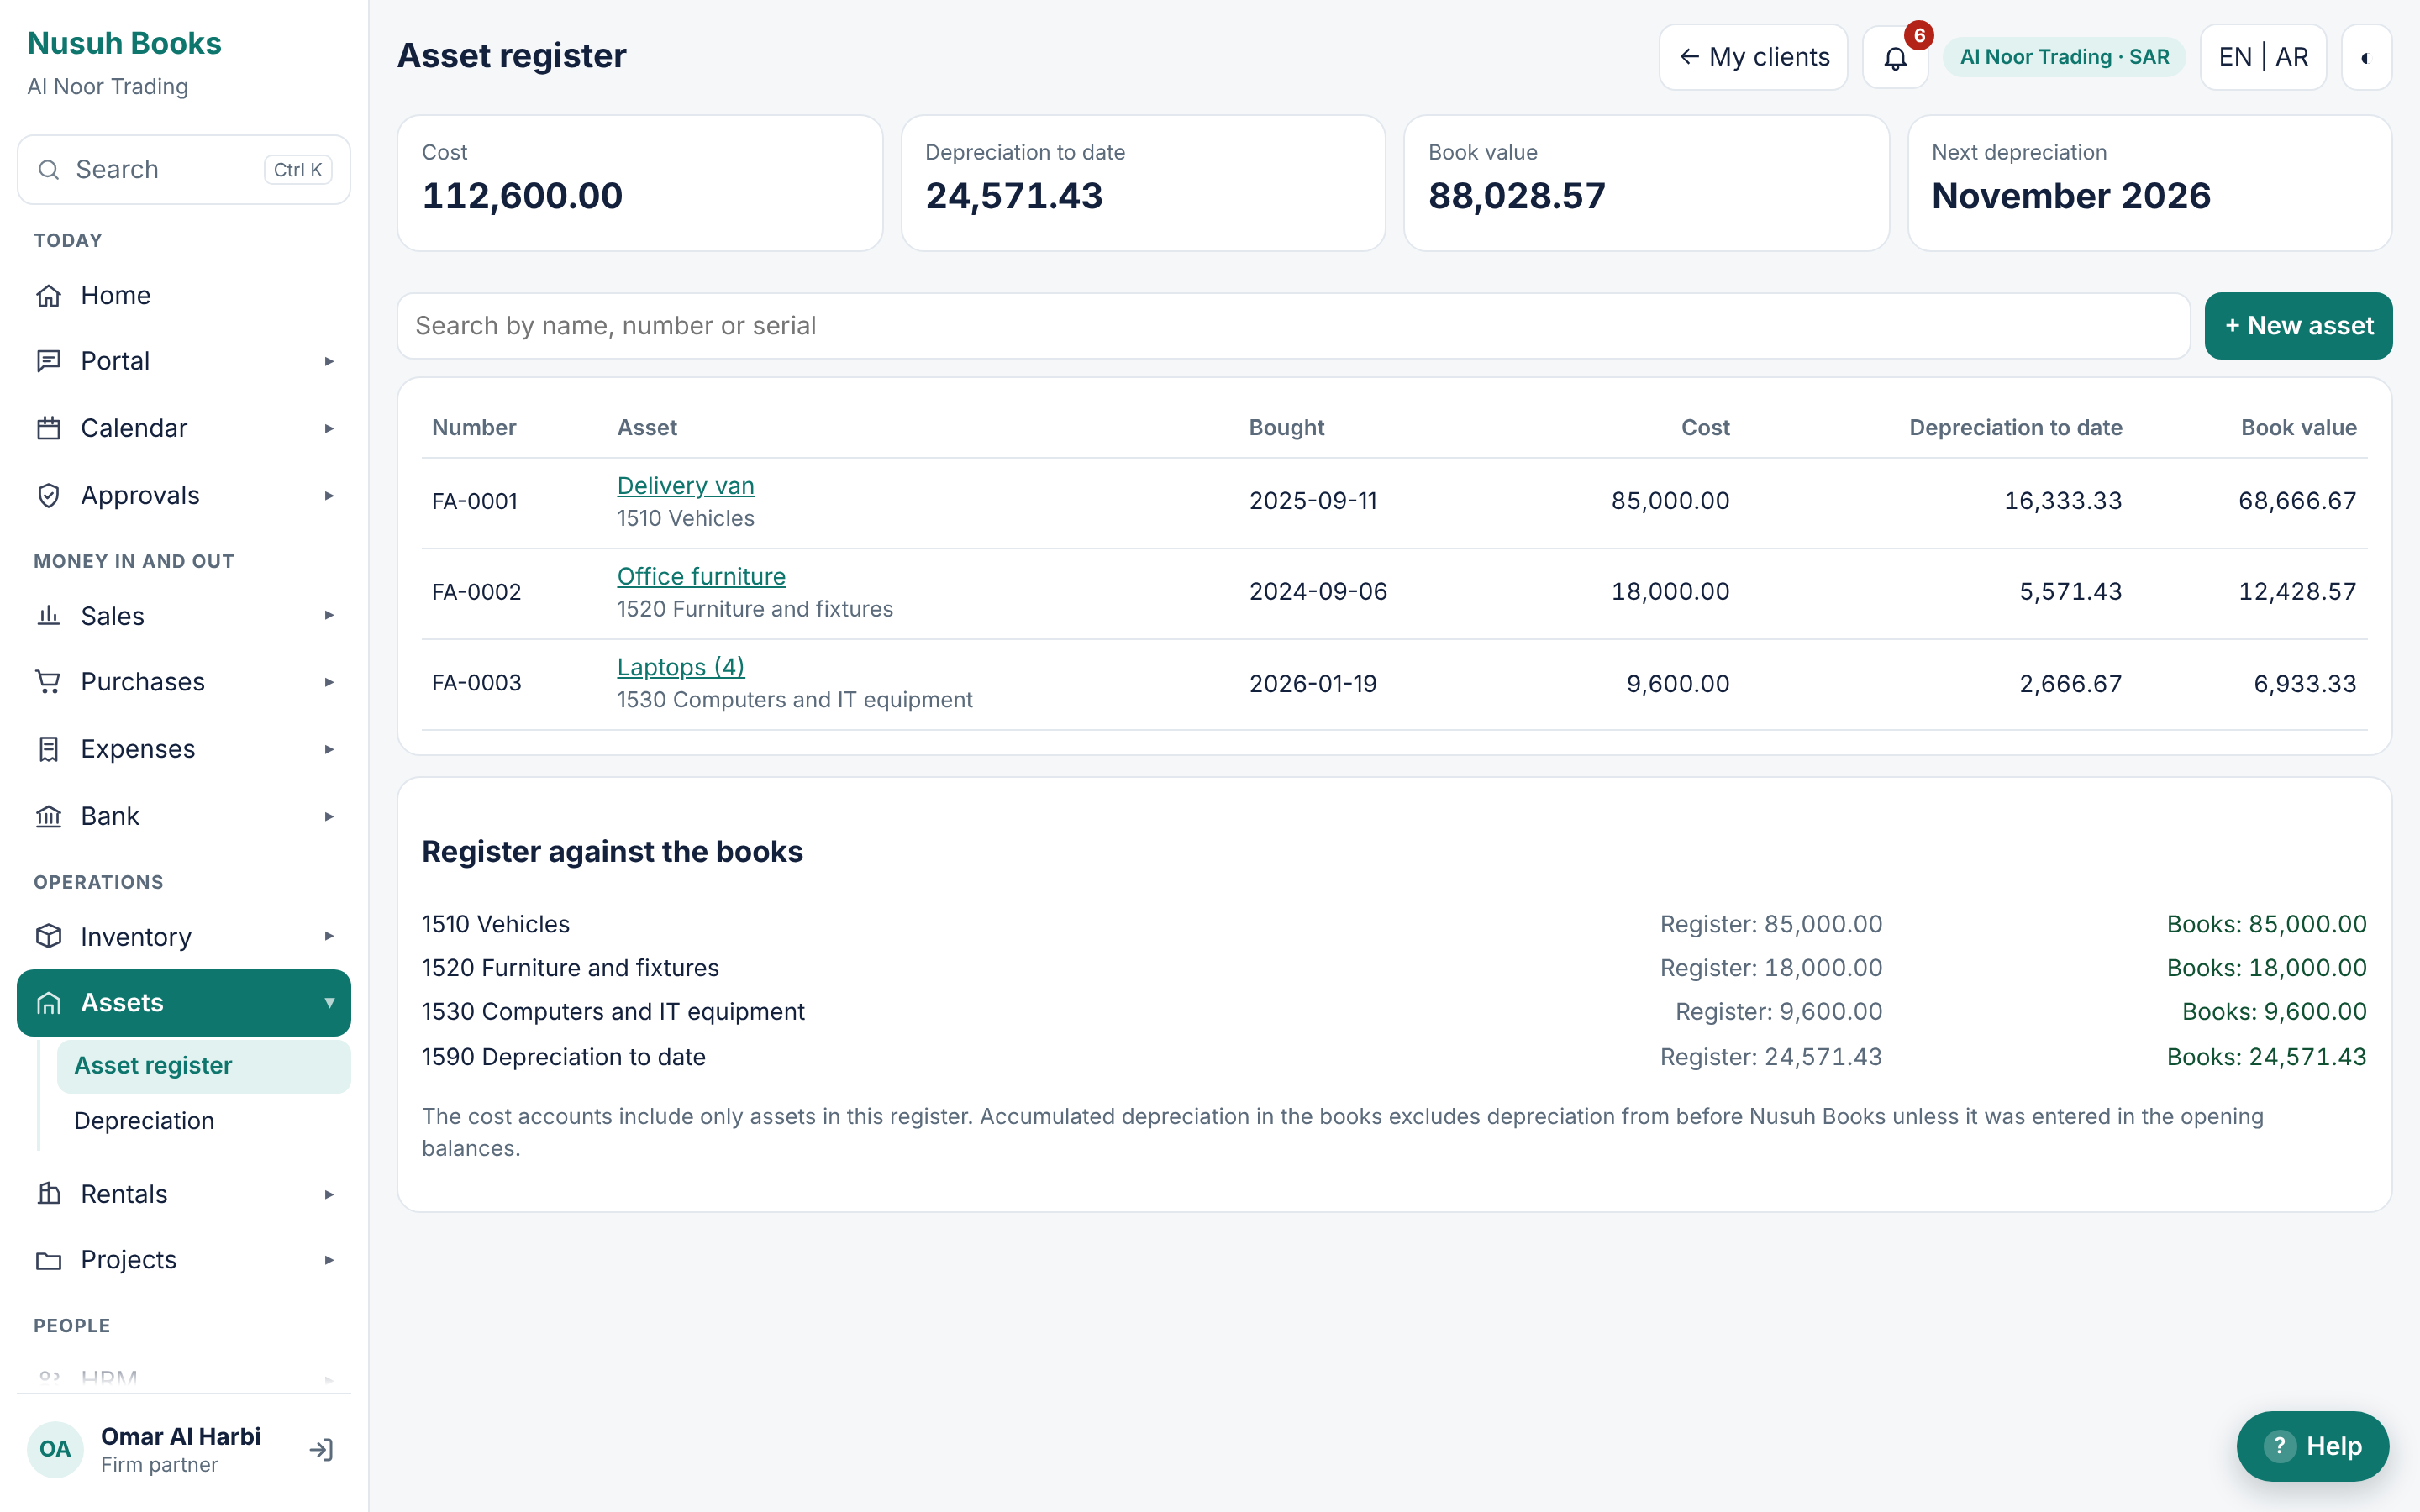 Nusuh Books
Al Noor Trading
Search Ctrl K
TODAY
Home
Portal
Calendar
Approvals
MONEY IN AND OUT
Sales
Purchases
Expenses
Bank
OPERATIONS
Inventory
Assets
Asset register
Depreciation
Rentals
Projects
PEOPLE
HRM
OA
Omar Al Harbi
Firm partner
Asset register
← My clients 6 Al Noor Trading · SAR EN | AR
Cost
112,600.00
Depreciation to date
24,571.43
Book value
88,028.57
Next depreciation
November 2026
Search by name, number or serial
+ New asset
Number Asset Bought Cost Depreciation to date Book value
FA-0001 Delivery van 2025-09-11 85,000.00 16,333.33 68,666.67
1510 Vehicles
FA-0002 Office furniture 2024-09-06 18,000.00 5,571.43 12,428.57
1520 Furniture and fixtures
FA-0003 Laptops (4) 2026-01-19 9,600.00 2,666.67 6,933.33
1530 Computers and IT equipment
Register against the books
1510 Vehicles Register: 85,000.00 Books: 85,000.00
1520 Furniture and fixtures Register: 18,000.00 Books: 18,000.00
1530 Computers and IT equipment Register: 9,600.00 Books: 9,600.00
1590 Depreciation to date Register: 24,571.43 Books: 24,571.43
The cost accounts include only assets in this register. Accumulated depreciation in the books excludes depreciation from before Nusuh Books unless it was entered in the opening
balances.
? Help